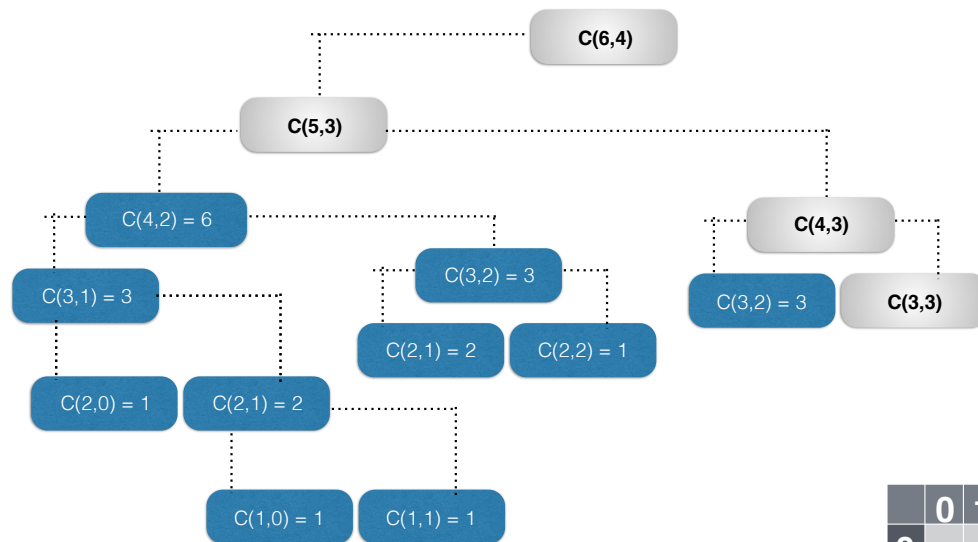 C(6,4)
C(5,3)
C(4,2) = 6
C(4,3)
C(3,1) = 3
C(3,2) = 3
C(3,2) = 3
C(3,3)
C(2,1) = 2
C(2,2) = 1
C(2,0) = 1
C(2,1) = 2
C(1,0) = 1
C(1,1) = 1
0